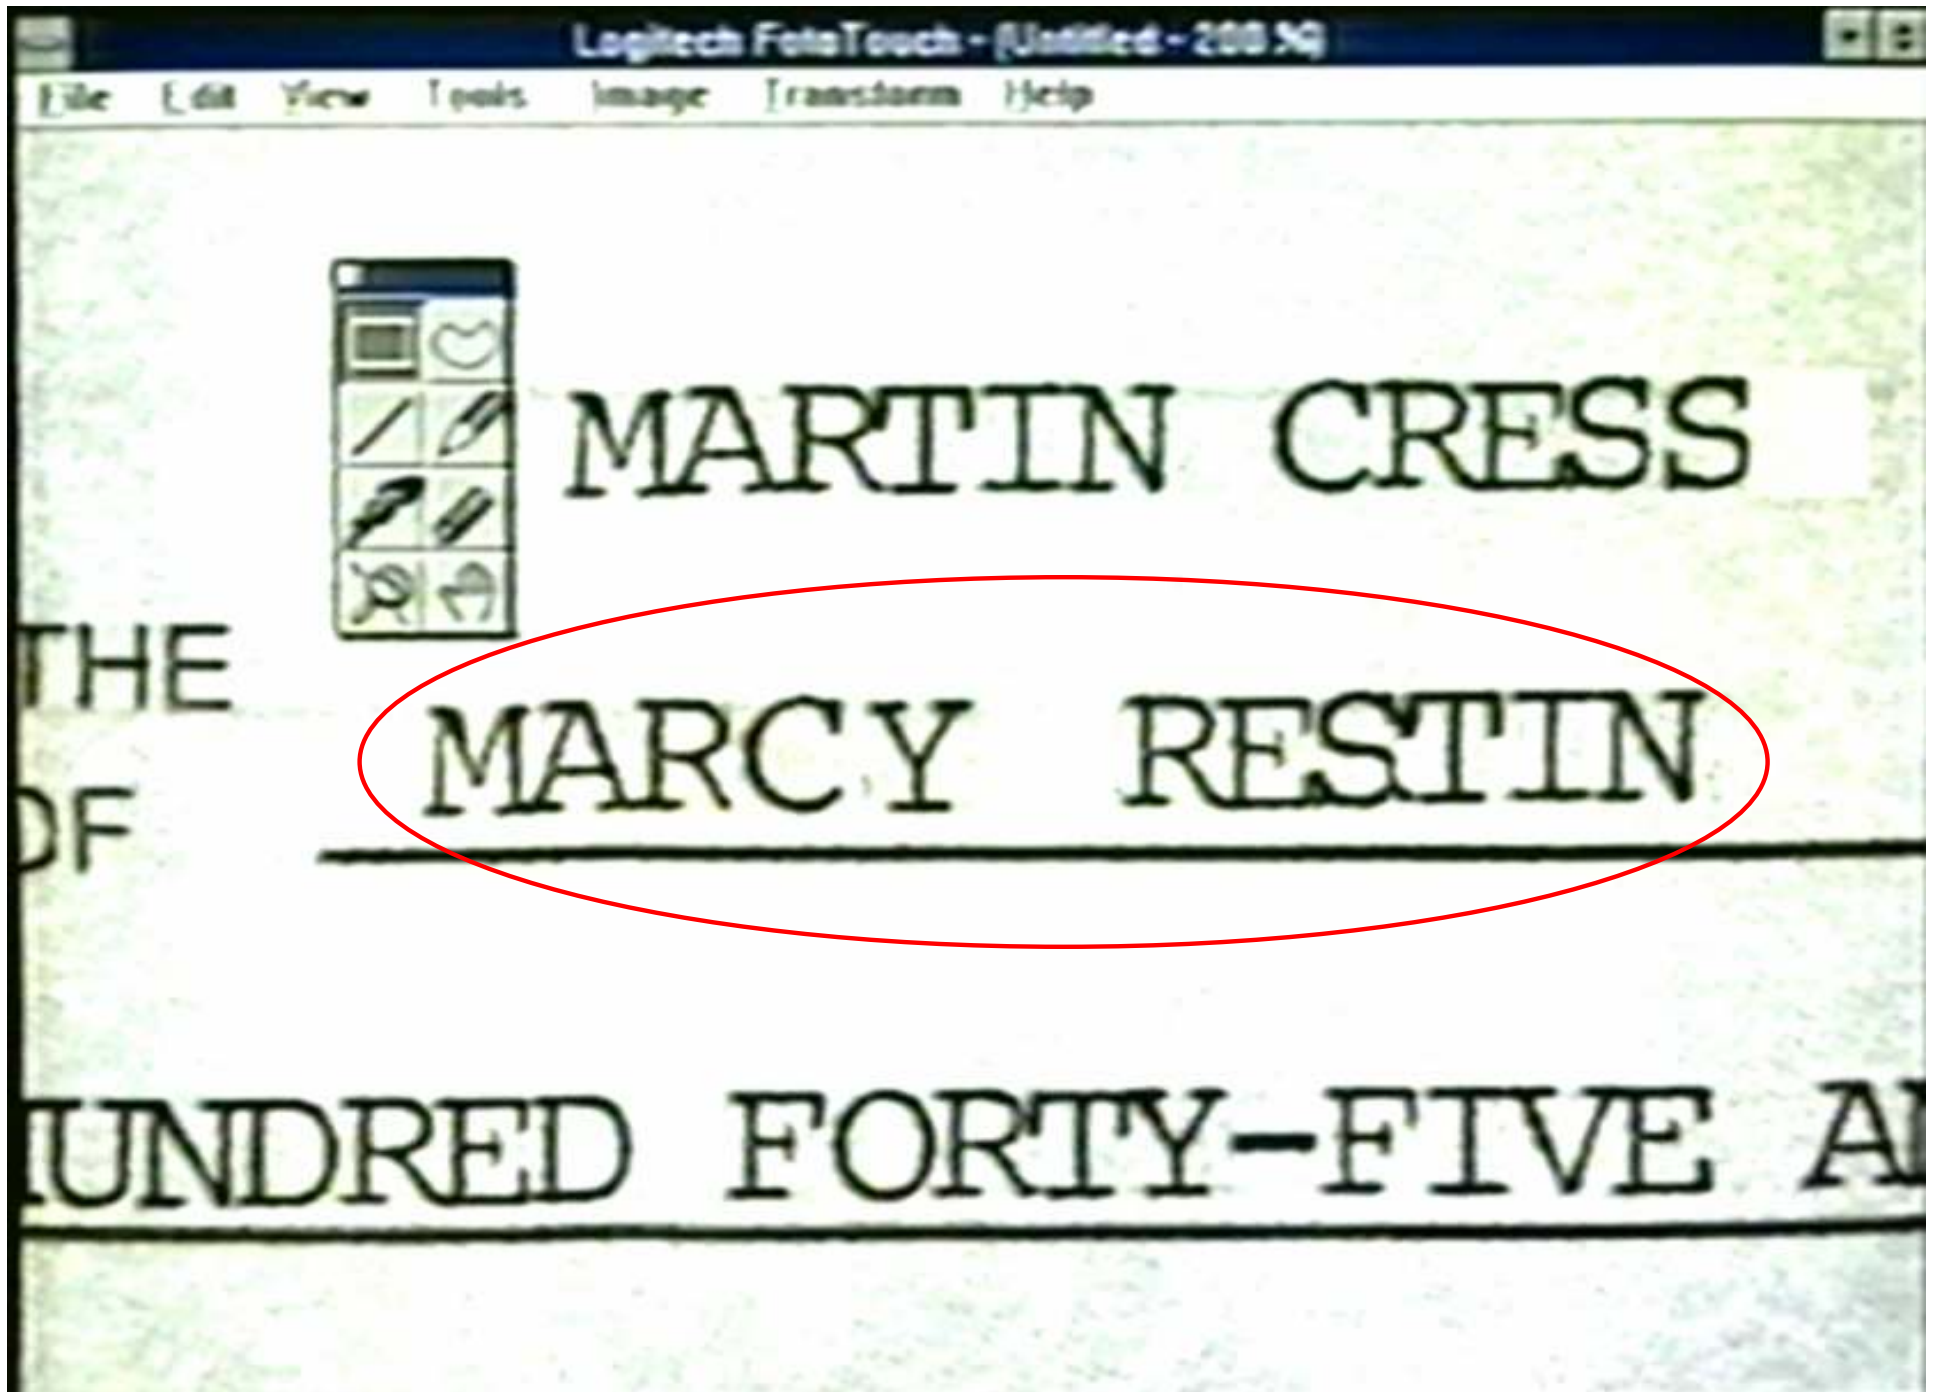 Logitech FotoTouch - (Untitled - 200 %)
File Edit View Tools Image Transform Help
MARTIN CRESS
THE
MARCY RESTIN
OF
HUNDRED FORTY-FIVE A